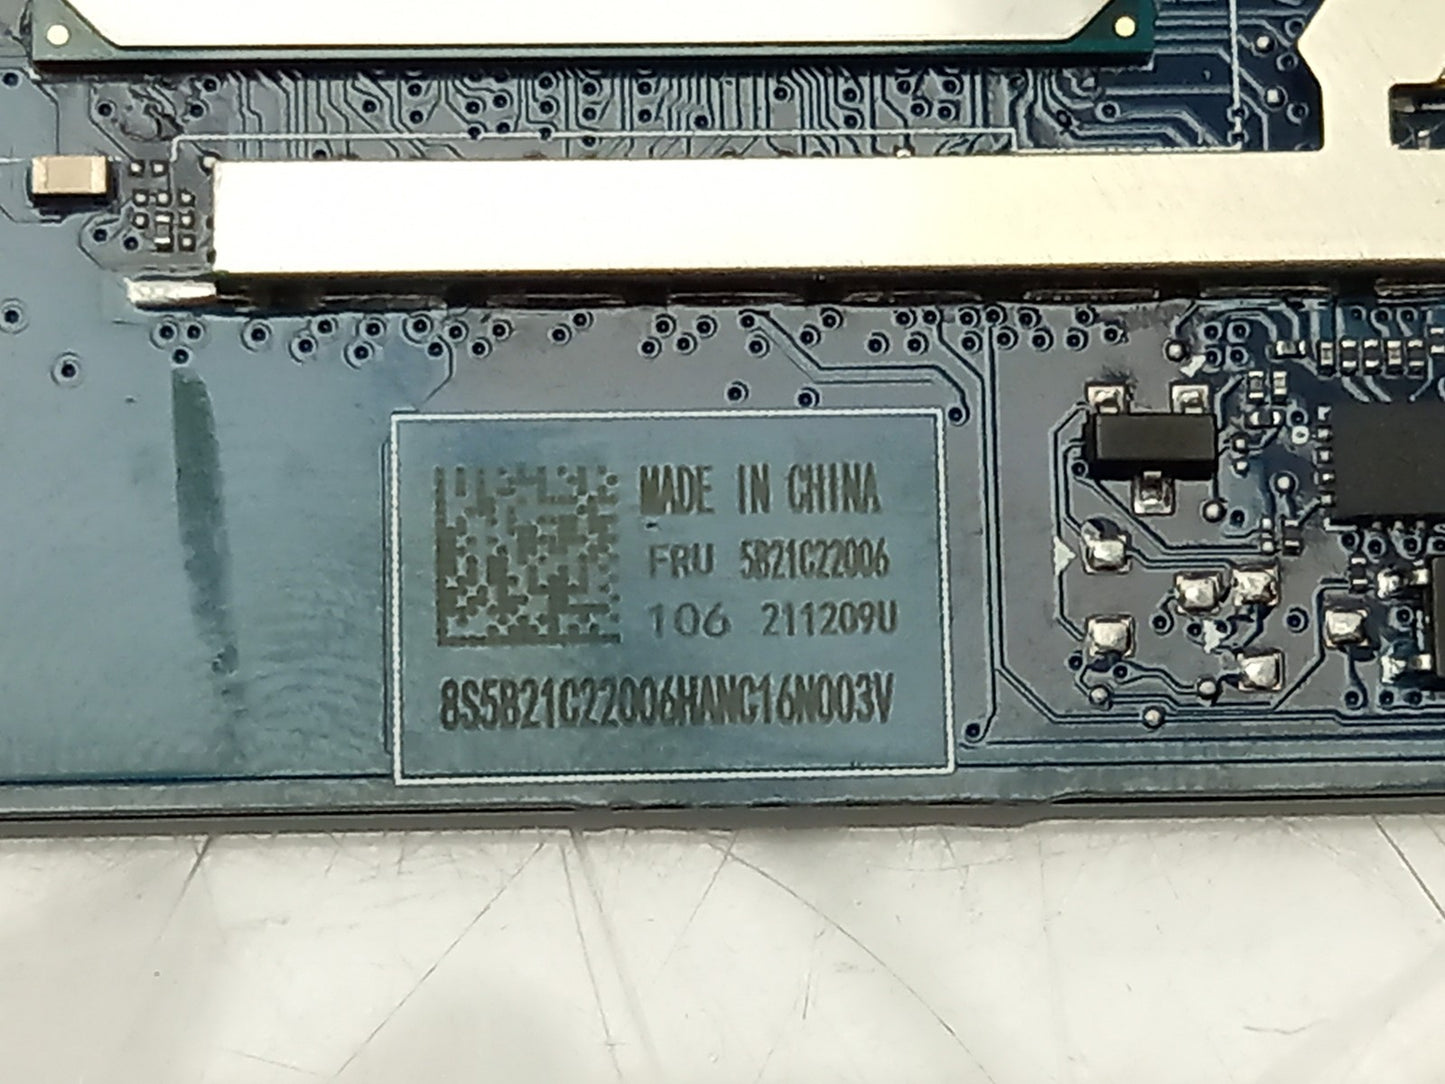 MADE IN CHINA
FRU 5B21C22006
106 211209U
8S5B21C22006HANC16N003V